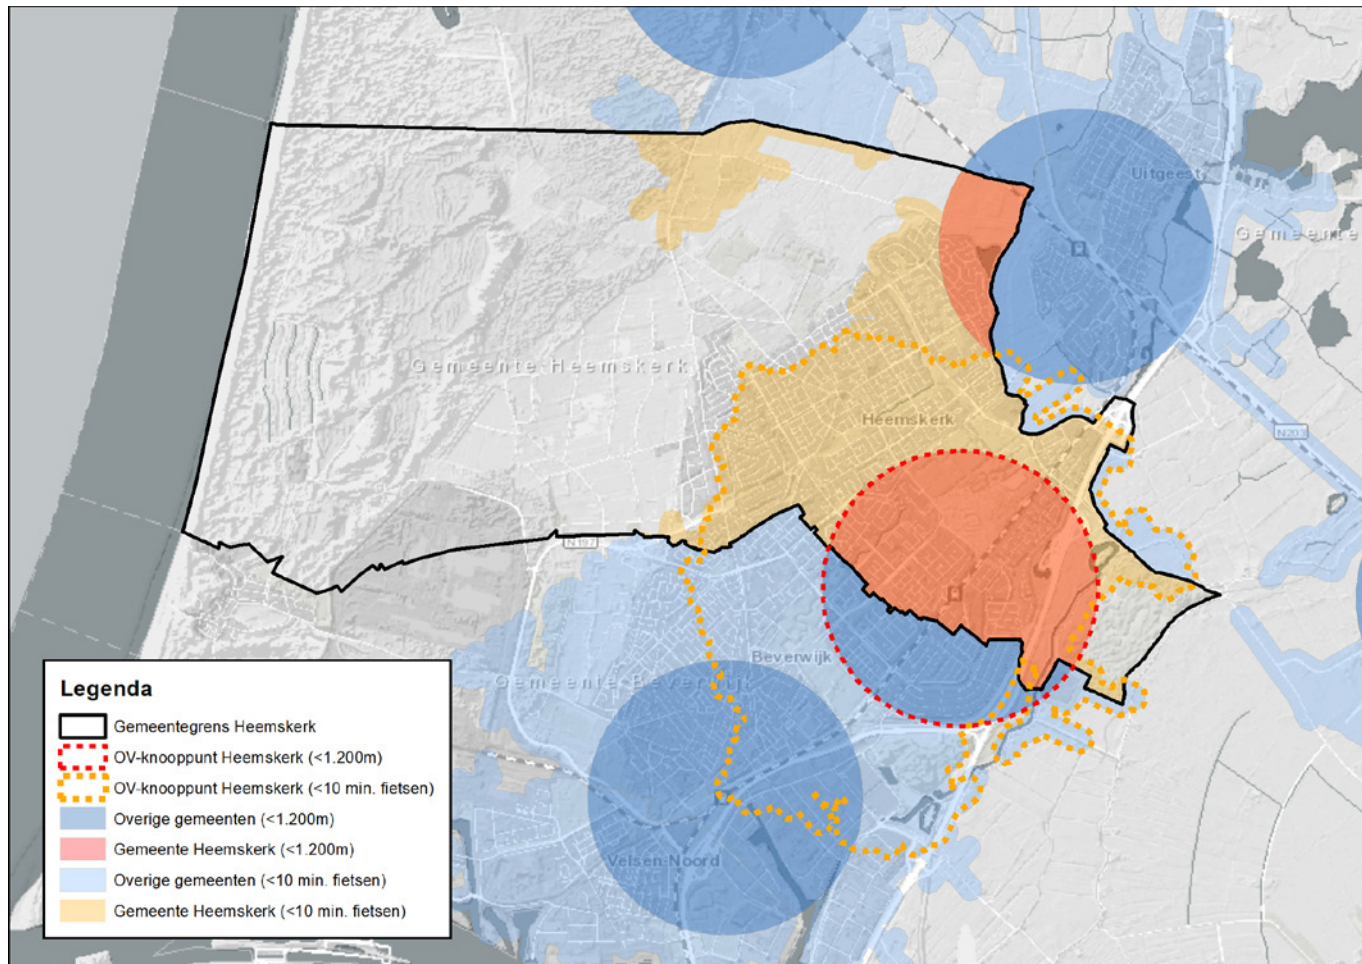 Uitgeest
Gemeente
Gemeente Heemskerk
Heemskerk
N203
N197
Beverwijk
Gemeente Beverwijk
Velsen-Noord
Legenda
Gemeentegrens Heemskerk
OV-knooppunt Heemskerk (<1.200m)
OV-knooppunt Heemskerk (<10 min. fietsen)
Overige gemeenten (<1.200m)
Gemeente Heemskerk (<1.200m)
Overige gemeenten (<10 min. fietsen)
Gemeente Heemskerk (<10 min. fietsen)